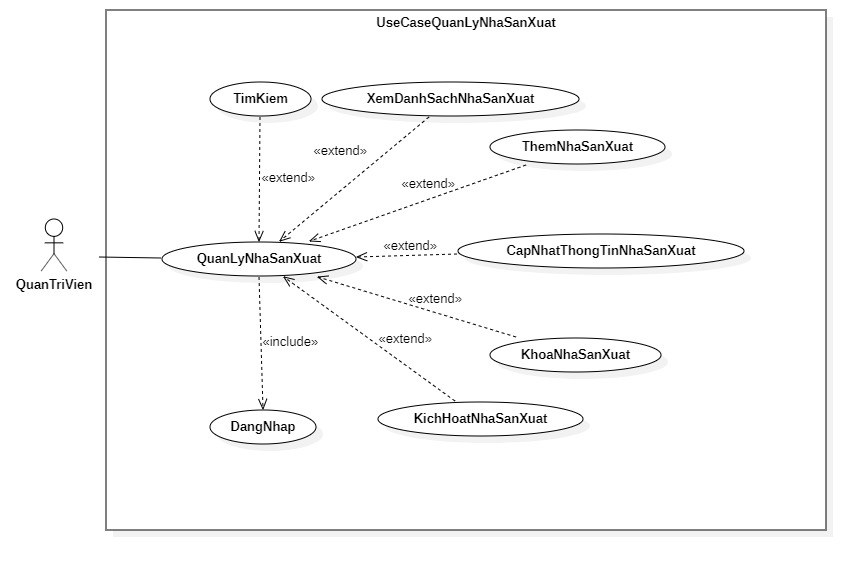 UseCaseQuanLyNhaSanXuat
TimKiem
XemDanhSachNhaSanXuat
ThemNhaSanXuat
«extend»
«extend»
«extend»
QuanTriVien
QuanLyNhaSanXuat
«extend»
CapNhatThongTinNhaSanXuat
«extend»
«include»
«extend»
KhoaNhaSanXuat
DangNhap
KichHoatNhaSanXuat